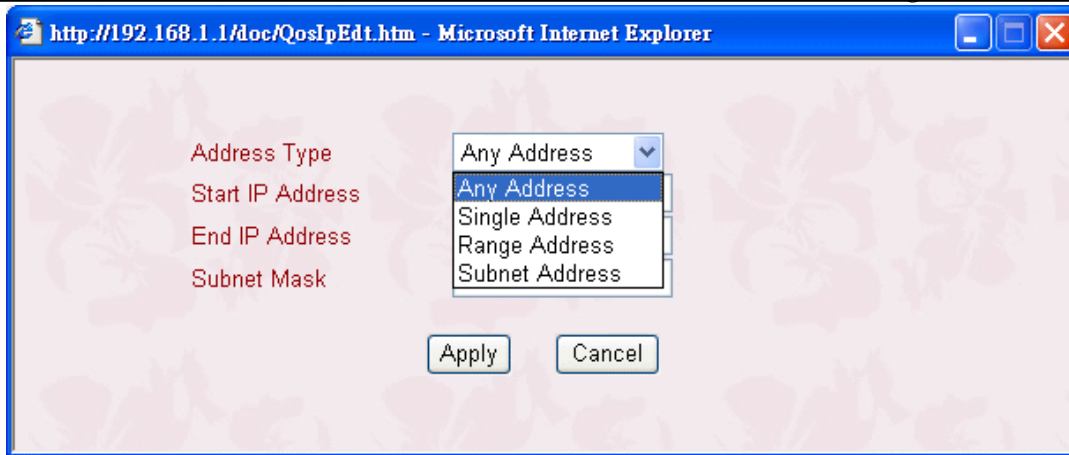 http://192.168.1.1/doc/QosIpEdt.htm - Microsoft Internet Explorer
Address Type
Any Address
Any Address
Single Address
Range Address
Subnet Address
Start IP Address
End IP Address
Subnet Mask
Apply
Cancel